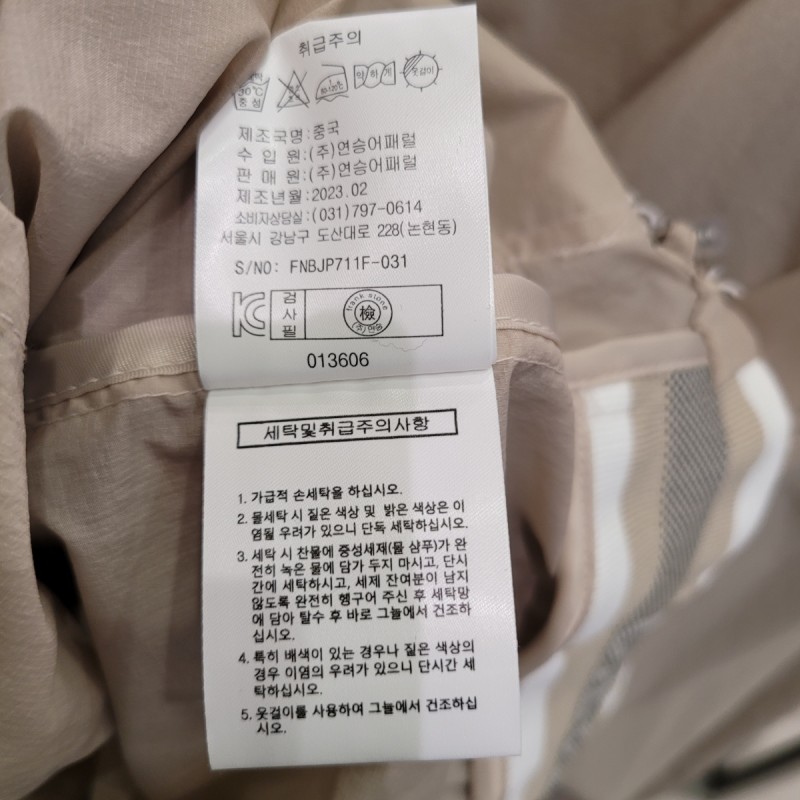 취급주의
30℃
중성
약하게
옷걸이
제조국명:중국
수 입 원:(주)연승어패럴
판 매 원:(주)연승어패럴
제조년월:2023.02
소비자상담실:(031)797-0614
서울시 강남구 도산대로 228(논현동)
S/NO: FNBJP711F-031
검사필
檢
(주)연승
013606
세탁및취급주의사항
1. 가급적 손세탁을 하십시오.
2. 물세탁 시 짙은 색상 및 밝은 색상은 이
염될 우려가 있으니 단독 세탁하십시오.
3. 세탁 시 찬물에 중성세제(물 샴푸)가 완
전히 녹은 물에 담가 두지 마시고, 단시
간에 세탁하시고, 세제 잔여분이 남지
않도록 완전히 헹구어 주신 후 세탁망
에 담아 탈수 후 바로 그늘에서 건조하
십시오.
4. 특히 배색이 있는 경우나 짙은 색상의
경우 이염의 우려가 있으니 단시간 세
탁하십시오.
5. 옷걸이를 사용하여 그늘에서 건조하십
시오.